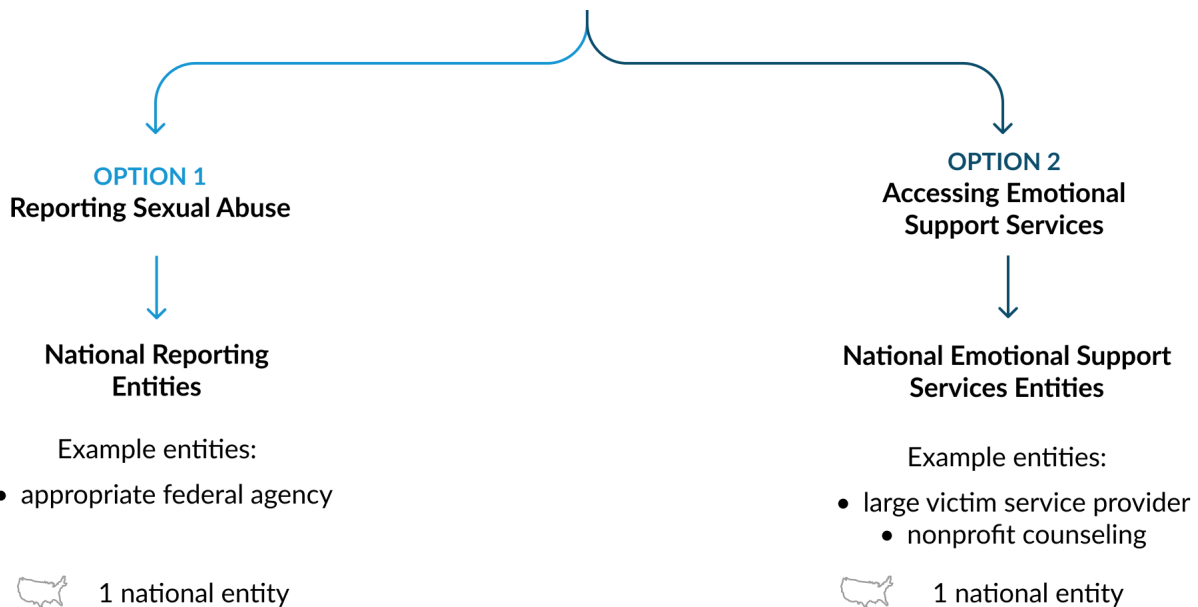 OPTION 1
Reporting Sexual Abuse
National Reporting
Entities
Example entities:
• appropriate federal agency
1 national entity
OPTION 2
Accessing Emotional
Support Services
National Emotional Support
Services Entities
Example entities:
• large victim service provider
• nonprofit counseling
1 national entity